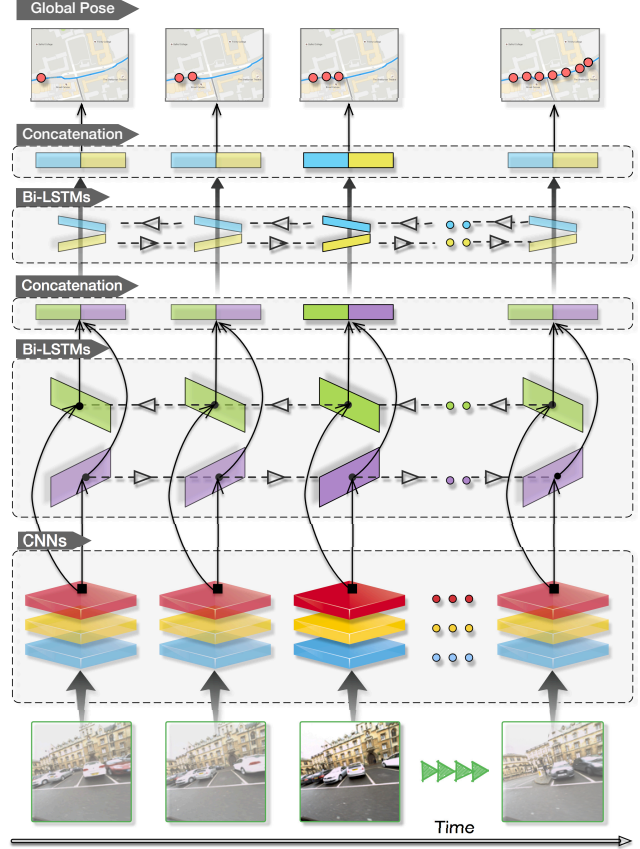 Global Pose
Concatenation
Bi-LSTMs
Concatenation
Bi-LSTMs
CNNs
Time